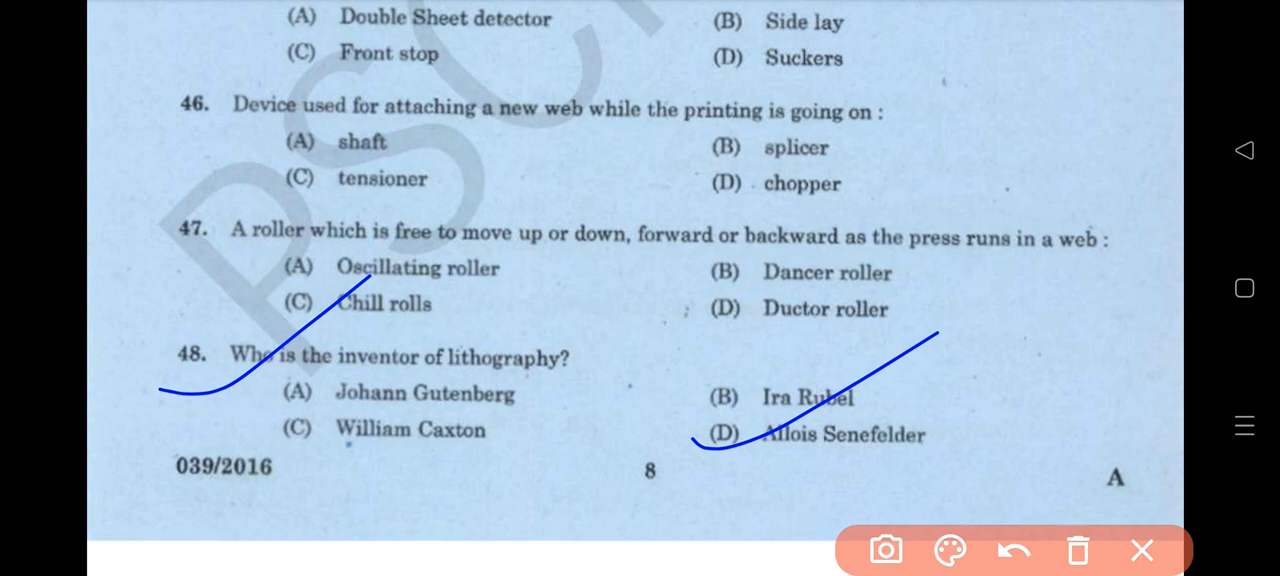 (A) Double Sheet detector (B) Side lay
(C) Front stop (D) Suckers
46. Device used for attaching a new web while the printing is going on :
(A) shaft (B) splicer
(C) tensioner (D) chopper
47. A roller which is free to move up or down, forward or backward as the press runs in a web :
(A) Oscillating roller (B) Dancer roller
(C) Chill rolls (D) Ductor roller
48. Who is the inventor of lithography?
(A) Johann Gutenberg (B) Ira Rubel
(C) William Caxton (D) Allois Senefelder
039/2016 8 A
PSC